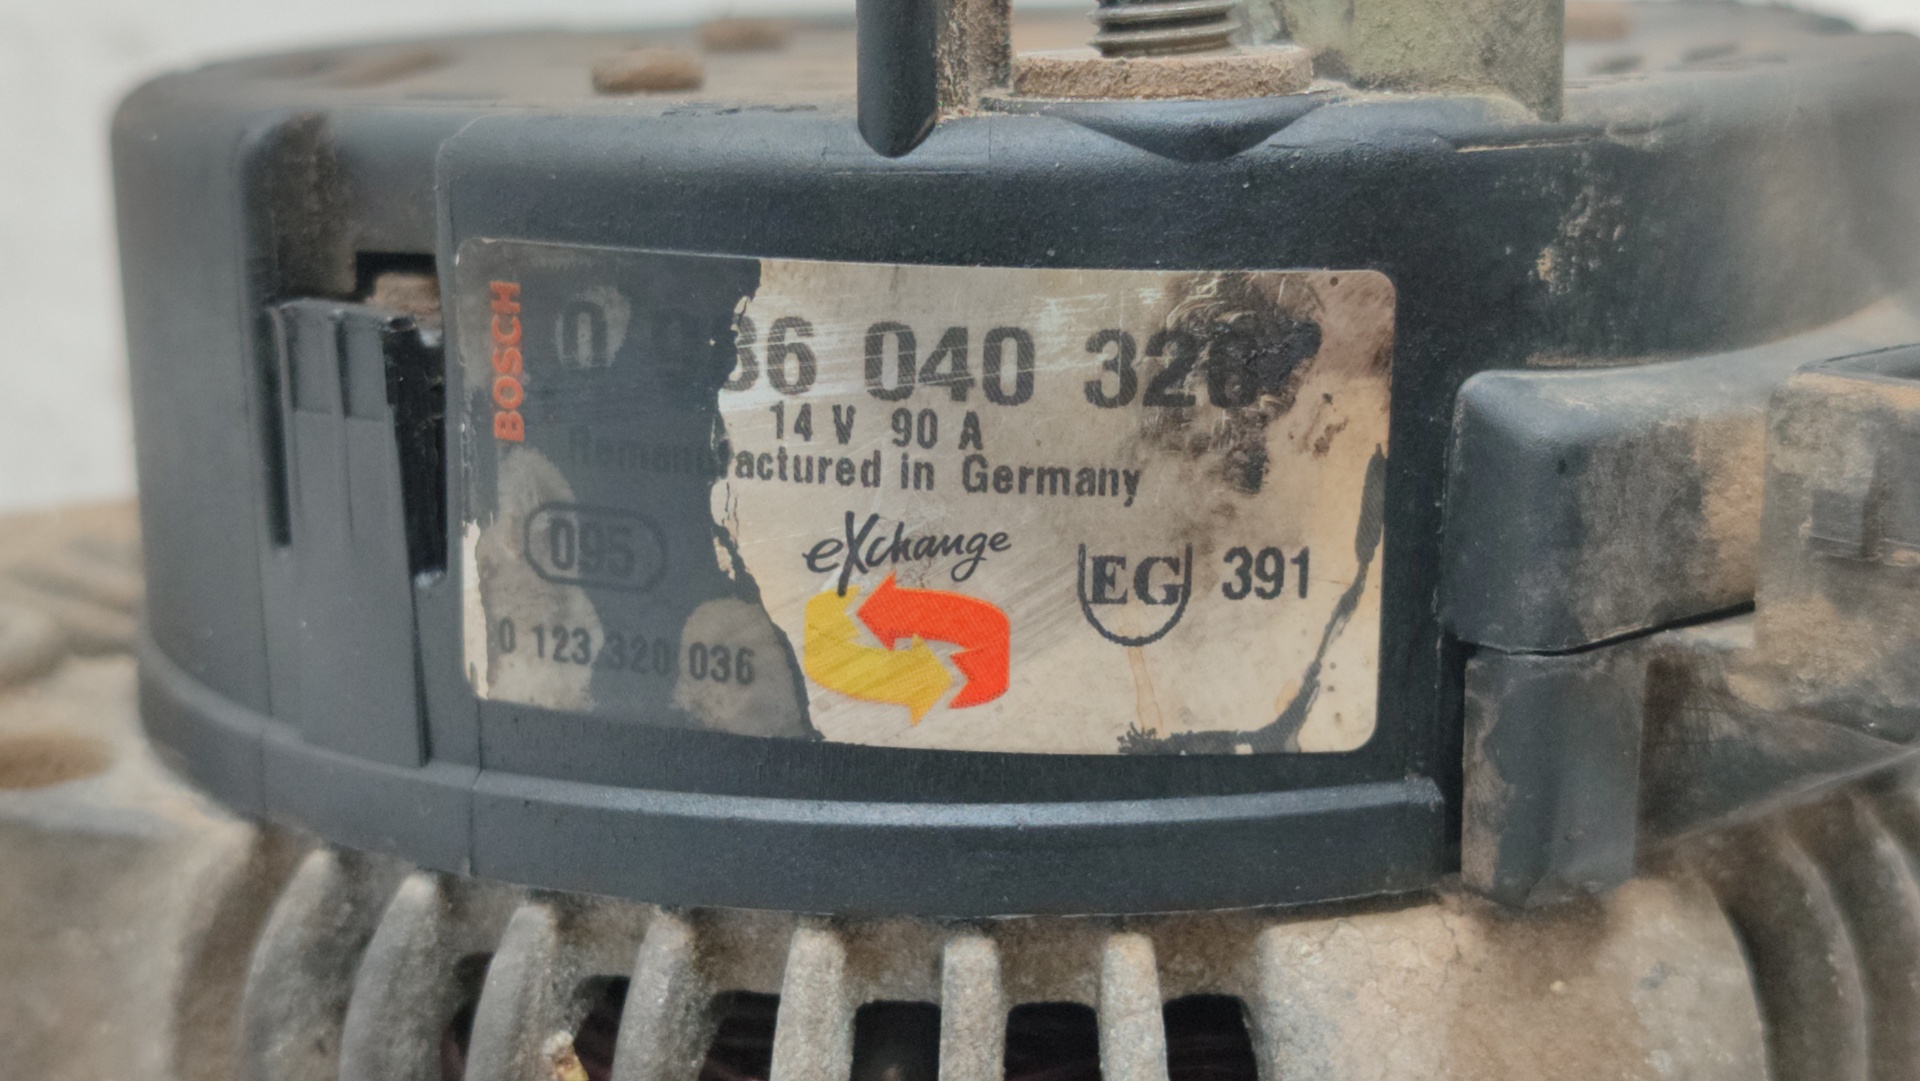 BOSCH
0 986 040 320
14 V 90 A
Remanufactured in Germany
095
eXchange
EG 391
0 123 320 036